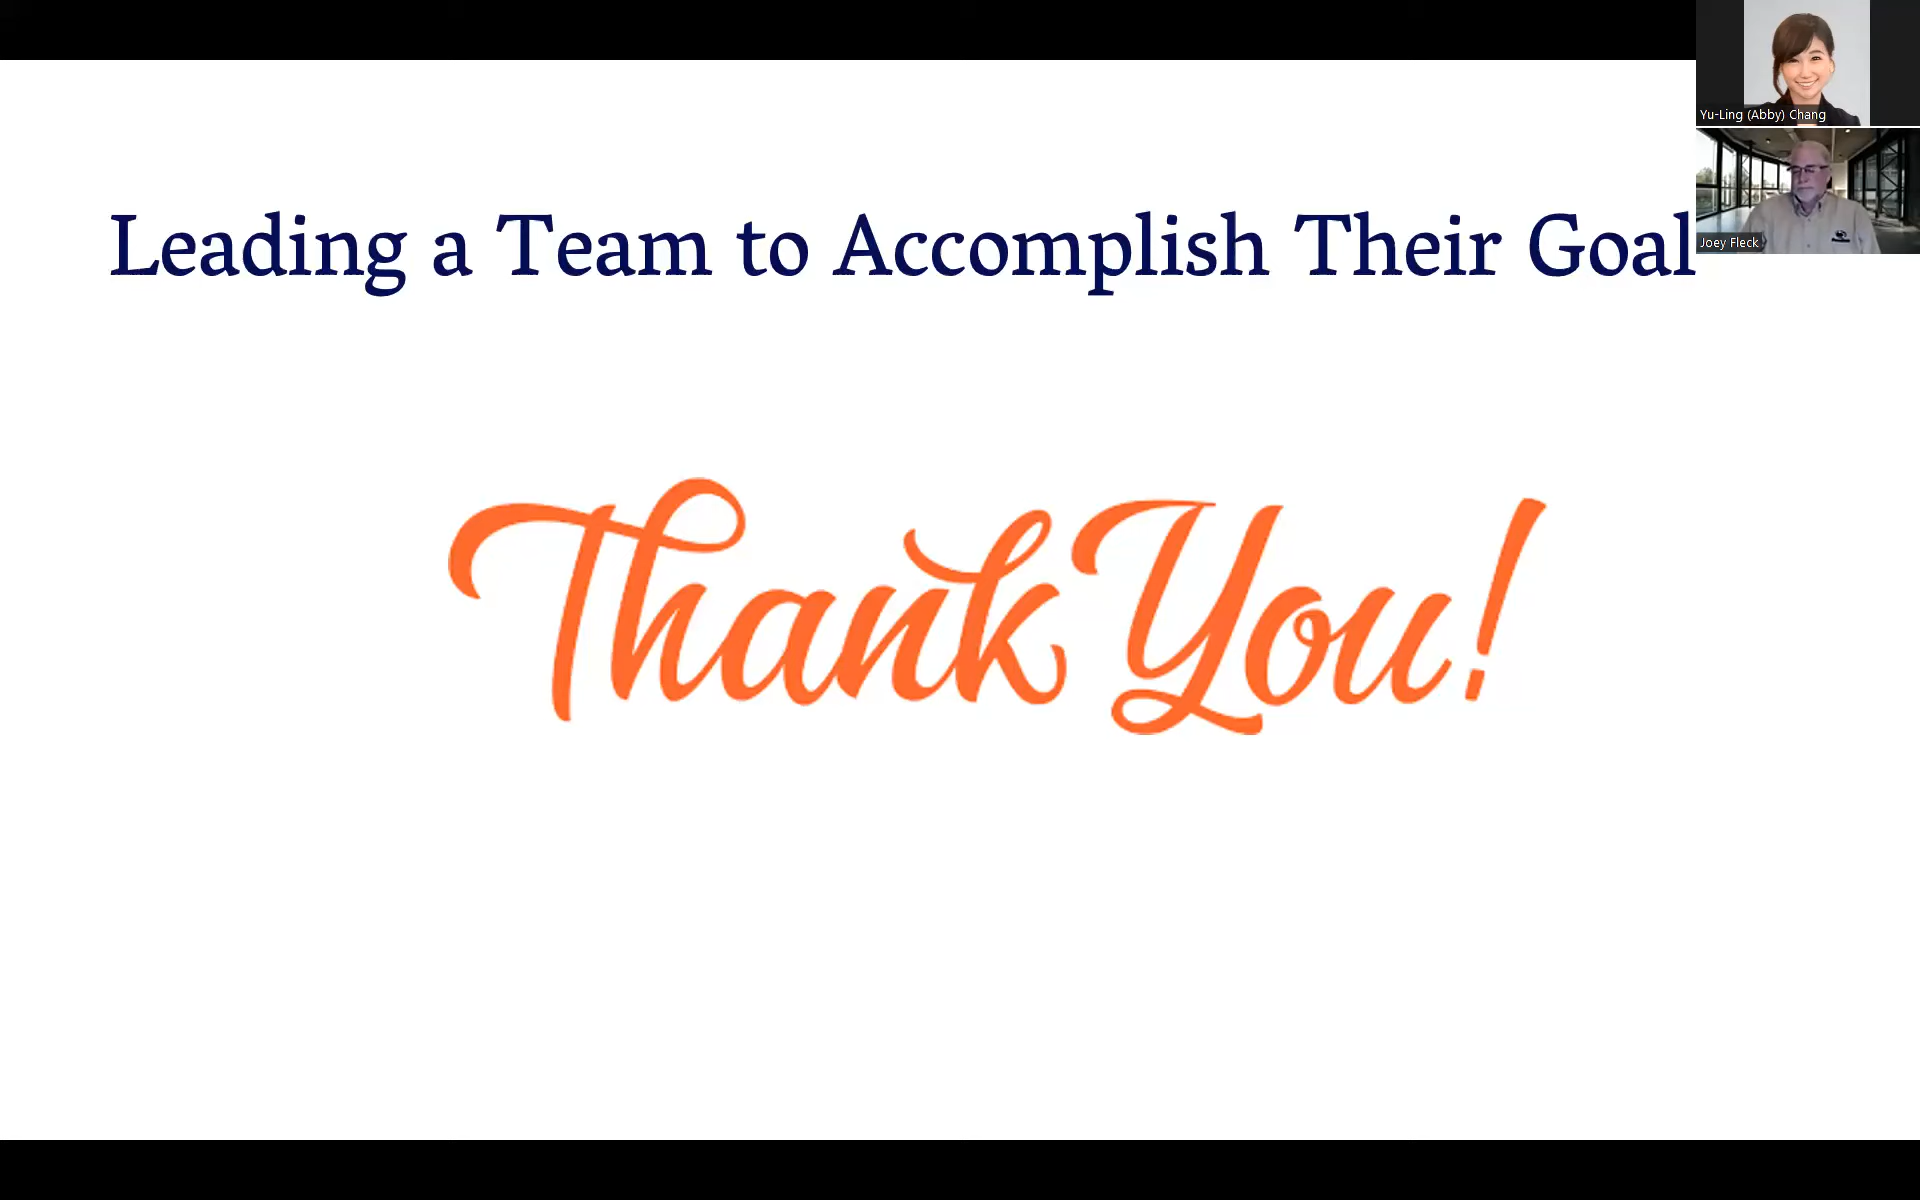 Yu-Ling (Abby) Chang
Joey Fleck
Leading a Team to Accomplish Their Goal
Thank You!